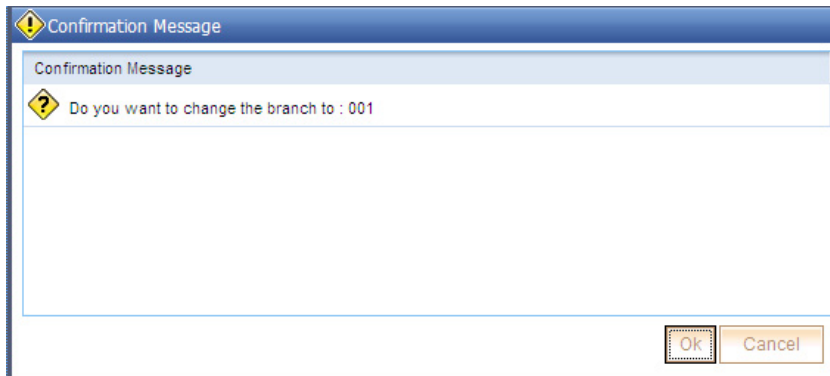 Confirmation Message
Confirmation Message
Do you want to change the branch to : 001
Ok Cancel